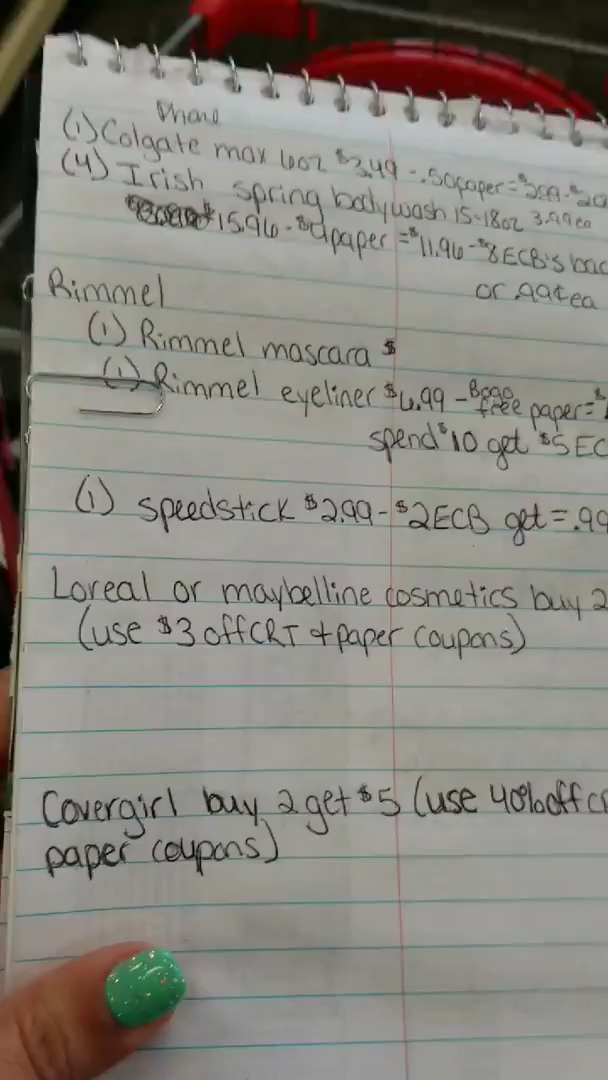 (1) Colgate max 6oz $3.49 - .50 paper = $2.99 - $2
(4) Irish spring bodywash 15-18oz 3.99 ea
$15.96 - $4 paper = $11.96 - $8 ECB's bac
or .99¢ ea
Rimmel
(1) Rimmel mascara $
(1) Rimmel eyeliner $6.99 - Bogo free paper = $
spend $10 get $5 EC
(1) speedstick $2.99 - $2 ECB get = .99
Loreal or maybelline cosmetics buy 2
(use $3 off CRT + paper coupons)
Covergirl buy 2 get $5 (use 40% off cr
paper coupons)